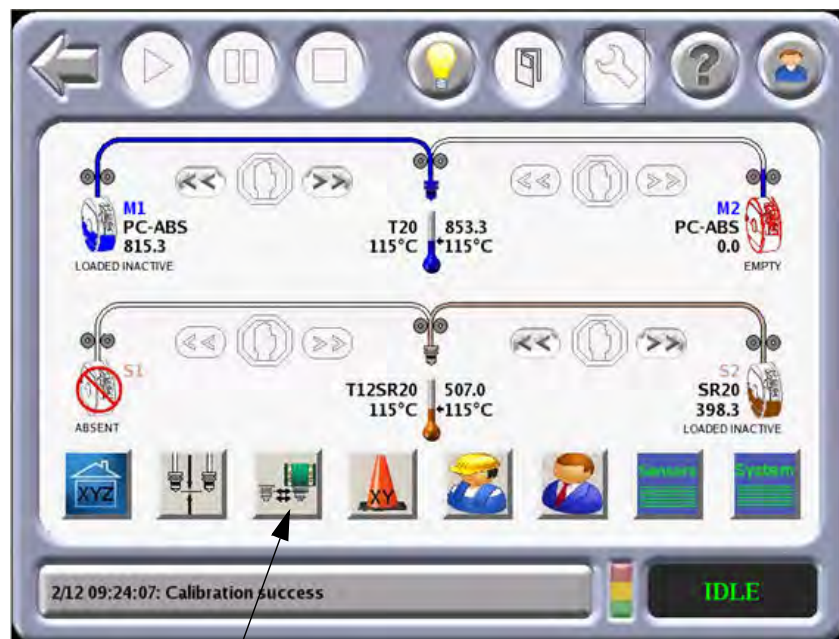 M1
PC-ABS
815.3
LOADED INACTIVE
T20 853.3
115°C 115°C
M2
PC-ABS
0.0
EMPTY
S1
ABSENT
T12SR20 507.0
115°C 115°C
S2
SR20
398.3
LOADED INACTIVE
XYZ
XY
Sensors
System
2/12 09:24:07: Calibration success
IDLE